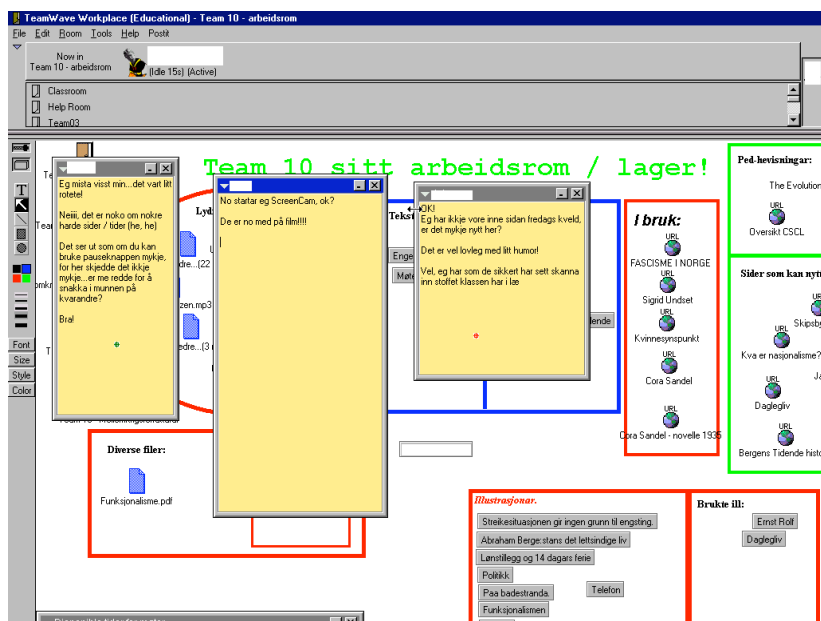 TeamWave Workplace (Educational) - Team 10 - arbeidsrom
File Edit Room Tools Help Postit
Now in
Team 10 - arbeidsrom
(Idle 15s) (Active)
Classroom
Help Room
Team03
Team 10 sitt arbeidsrom / lager!
Eg mista visst min...det vart litt
rotete!
Neiii, det er noko om nokre
harde sider / tider (he, he)
Det ser ut som om du kan
bruke pauseknappen mykje,
for her skjedde det ikkje
mykje...er me redde for å
snakka i munnen på
kvarandre?
Bra!
No startar eg ScreenCam, ok?
De er no med på film!!!!
OK!
Eg har ikkje vore inne sidan fredags kveld,
er det mykje nytt her?
Det er vel lovleg med litt humor!
Vel, eg har som de sikkert har sett skanna
inn stoffet klassen har i læ
Font
Size
Style
Color
I bruk:
URL
FASCISME I NORGE
URL
Sigrid Undset
URL
Kvinnesynspunkt
URL
Cora Sandel
URL
Cora Sandel - novelle 1935
Ped-hevisningar:
The Evolution
URL
Oversikt CSCL
Sider som kan nytt
Skipsby
URL
Kva er nasjonalisme?
URL
Daglegliv
URL
Bergens Tidende histo
Diverse filer:
Funksjonalisme.pdf
Illustrasjonar.
Streikesituasjonen gir ingen grunn til engsting.
Abraham Berge:stans det lettsindige liv
Lønstillegg og 14 dagars ferie
Politikk
Paa badestranda.
Telefon
Funksjonalismen
Brukte ill:
Ernst Rolf
Daglegliv